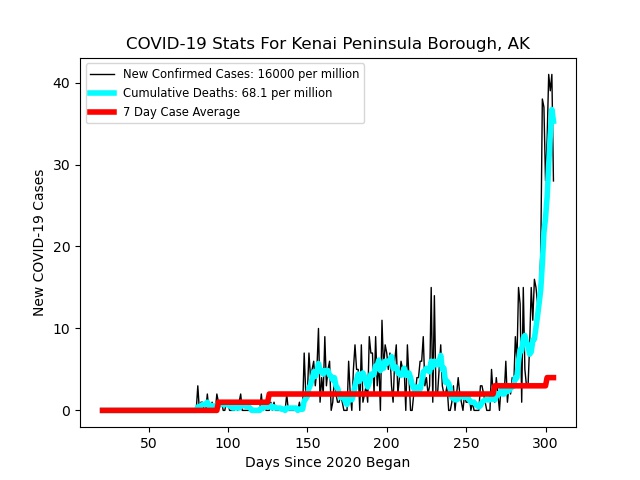 COVID-19 Stats For Kenai Peninsula Borough, AK
New Confirmed Cases: 16000 per million
Cumulative Deaths: 68.1 per million
7 Day Case Average
New COVID-19 Cases
40
30
20
10
0
50 100 150 200 250 300
Days Since 2020 Began